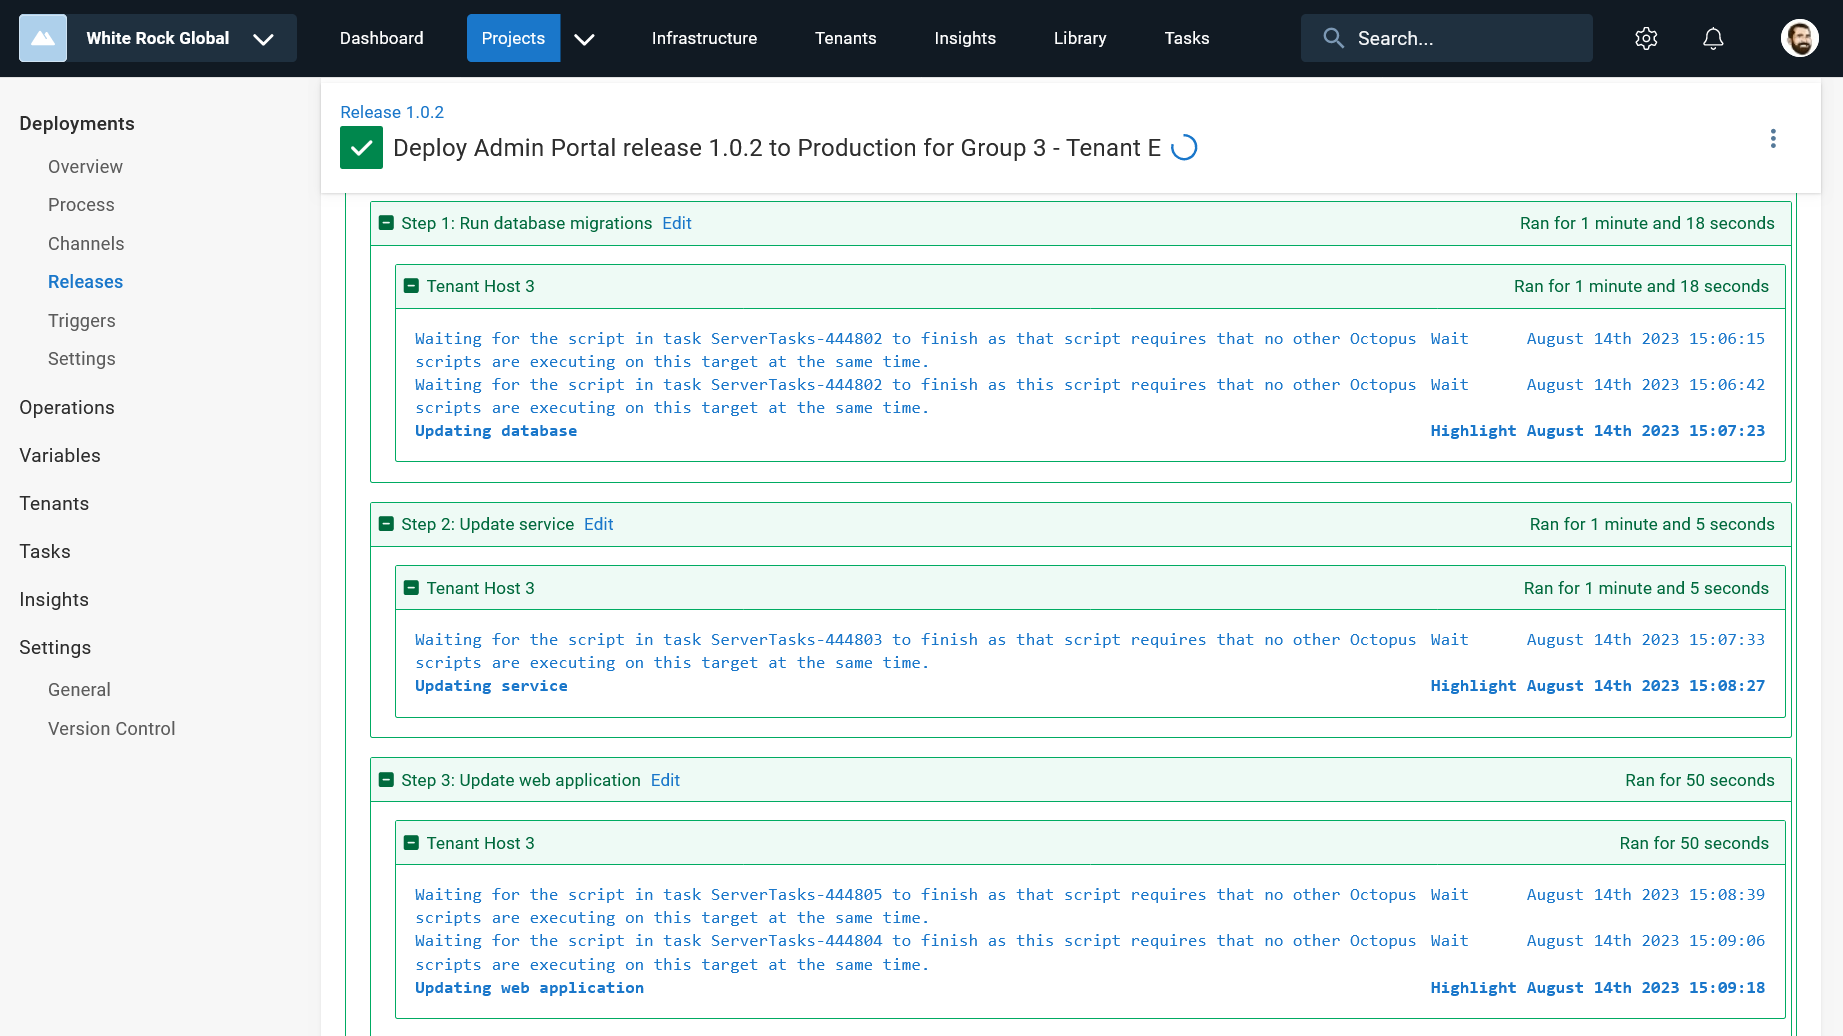 White Rock Global
Dashboard
Projects
Infrastructure
Tenants
Insights
Library
Tasks
Search...
Deployments
Overview
Process
Channels
Releases
Triggers
Settings
Operations
Variables
Tenants
Tasks
Insights
Settings
General
Version Control
Release 1.0.2
Deploy Admin Portal release 1.0.2 to Production for Group 3 - Tenant E
Step 1: Run database migrations Edit Ran for 1 minute and 18 seconds
Tenant Host 3 Ran for 1 minute and 18 seconds
Waiting for the script in task ServerTasks-444802 to finish as that script requires that no other Octopus Wait August 14th 2023 15:06:15
scripts are executing on this target at the same time.
Waiting for the script in task ServerTasks-444802 to finish as this script requires that no other Octopus Wait August 14th 2023 15:06:42
scripts are executing on this target at the same time.
Updating database Highlight August 14th 2023 15:07:23
Step 2: Update service Edit Ran for 1 minute and 5 seconds
Tenant Host 3 Ran for 1 minute and 5 seconds
Waiting for the script in task ServerTasks-444803 to finish as that script requires that no other Octopus Wait August 14th 2023 15:07:33
scripts are executing on this target at the same time.
Updating service Highlight August 14th 2023 15:08:27
Step 3: Update web application Edit Ran for 50 seconds
Tenant Host 3 Ran for 50 seconds
Waiting for the script in task ServerTasks-444805 to finish as that script requires that no other Octopus Wait August 14th 2023 15:08:39
scripts are executing on this target at the same time.
Waiting for the script in task ServerTasks-444804 to finish as this script requires that no other Octopus Wait August 14th 2023 15:09:06
scripts are executing on this target at the same time.
Updating web application Highlight August 14th 2023 15:09:18